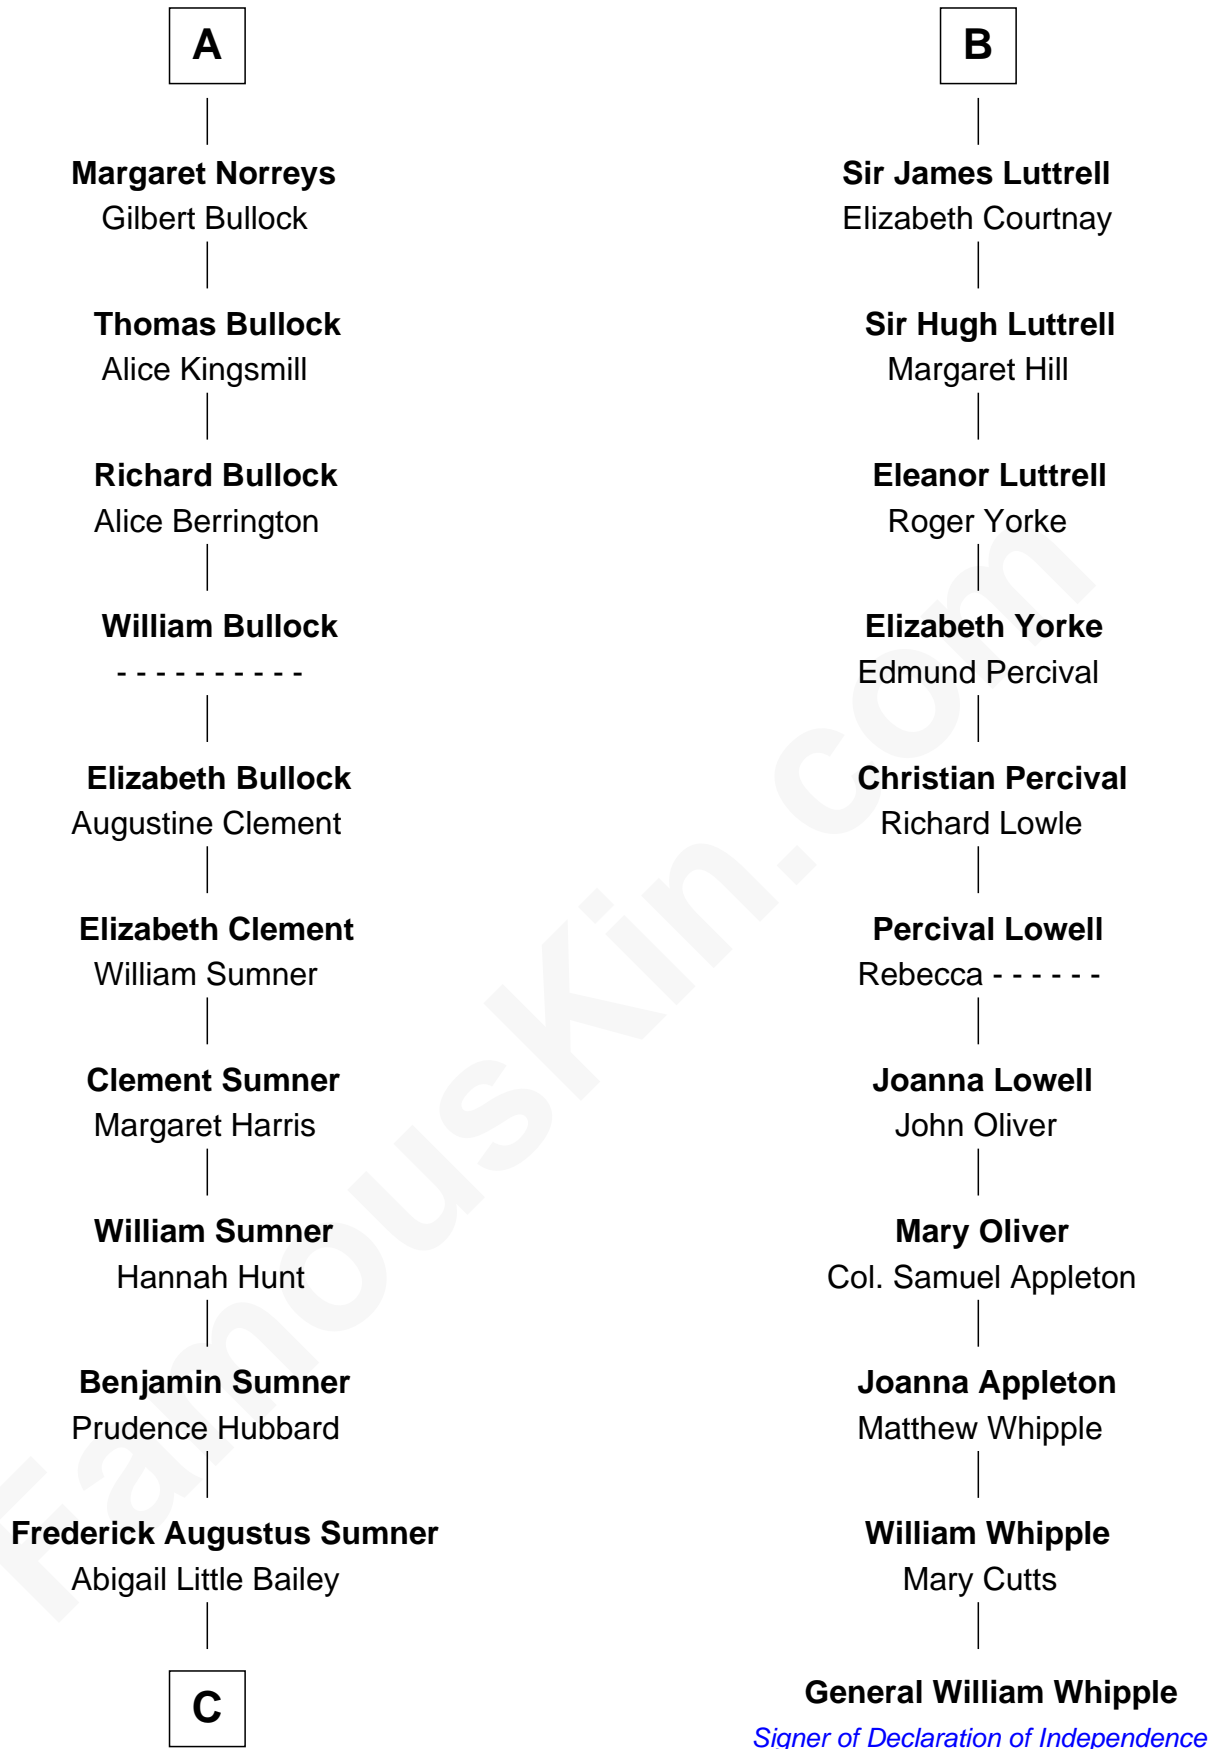 A
Margaret Norreys
Gilbert Bullock
Thomas Bullock
Alice Kingsmill
Richard Bullock
Alice Berrington
William Bullock
- - - - - - - - - -
Elizabeth Bullock
Augustine Clement
Elizabeth Clement
William Sumner
Clement Sumner
Margaret Harris
William Sumner
Hannah Hunt
Benjamin Sumner
Prudence Hubbard
Frederick Augustus Sumner
Abigail Little Bailey
C
B
Sir James Luttrell
Elizabeth Courtnay
Sir Hugh Luttrell
Margaret Hill
Eleanor Luttrell
Roger Yorke
Elizabeth Yorke
Edmund Percival
Christian Percival
Richard Lowle
Percival Lowell
Rebecca - - - - - -
Joanna Lowell
John Oliver
Mary Oliver
Col. Samuel Appleton
Joanna Appleton
Matthew Whipple
William Whipple
Mary Cutts
General William Whipple
Signer of Declaration of Independence
FamousKin.com